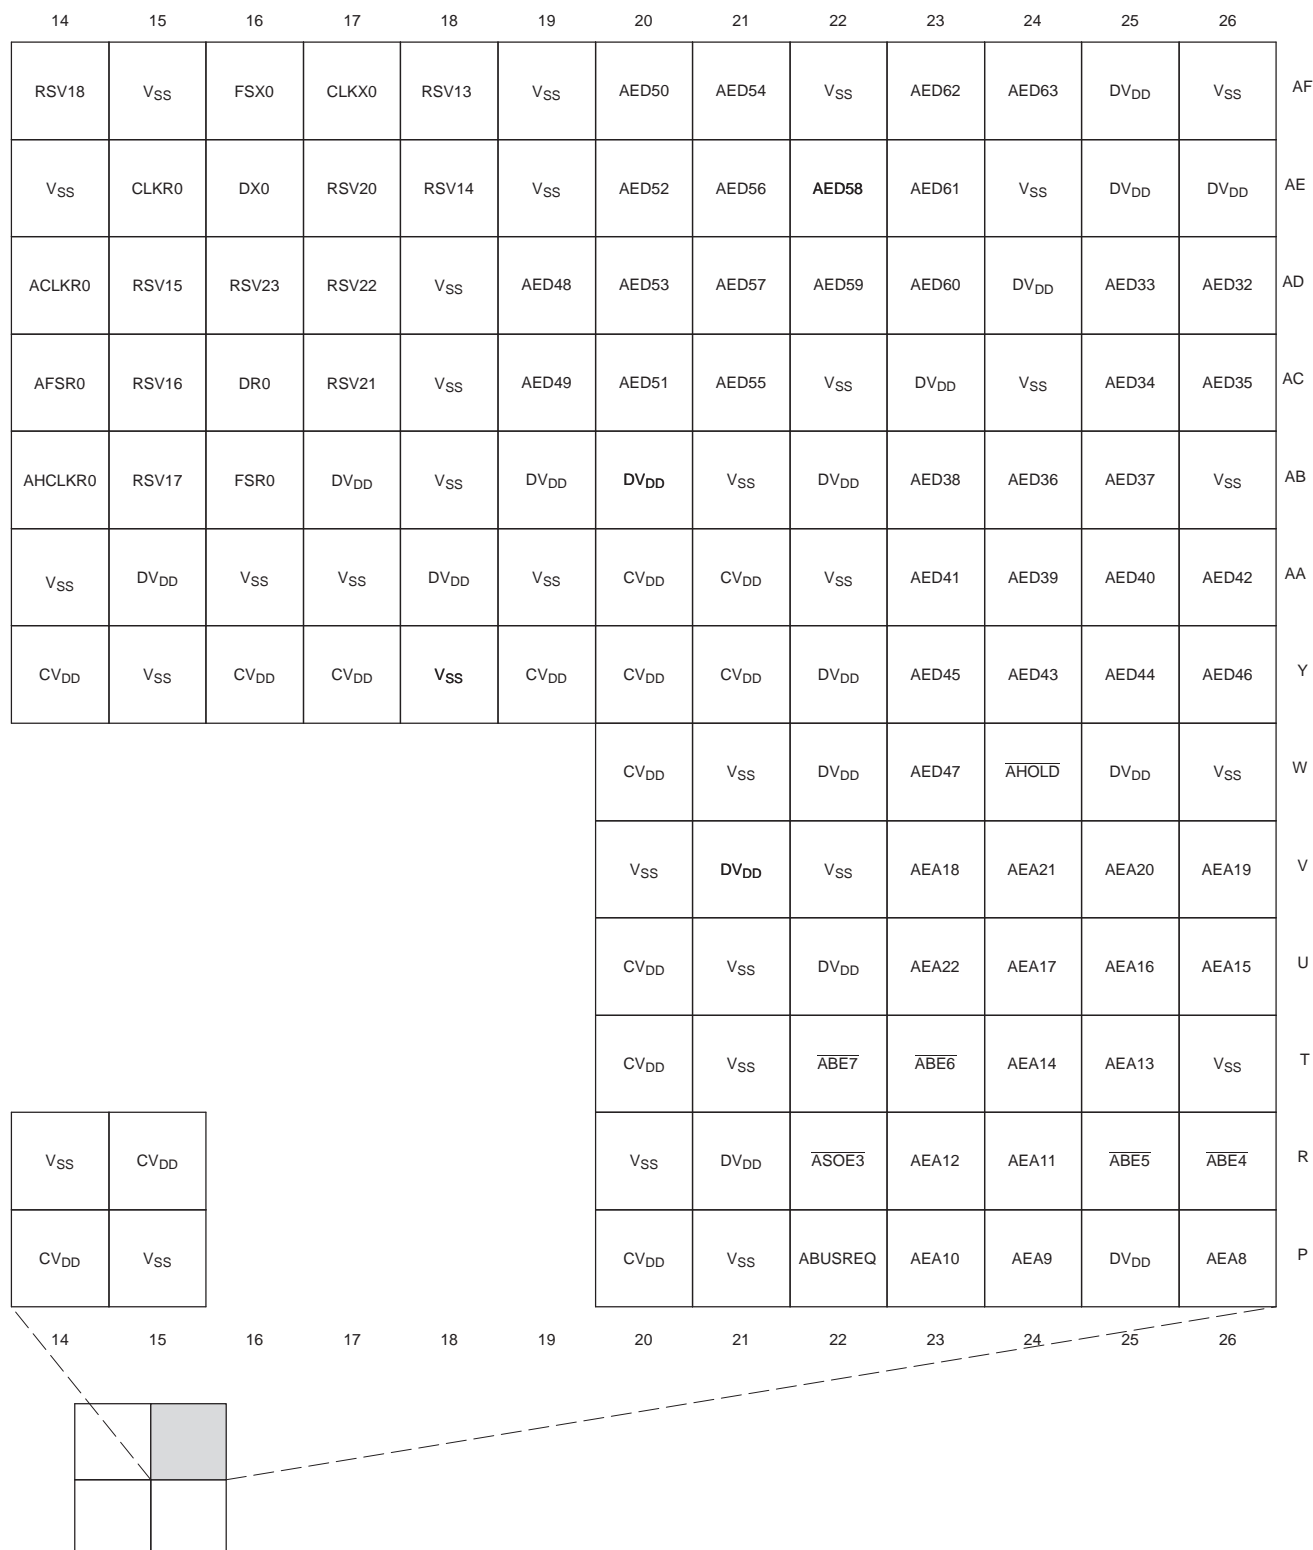 14 15 16 17 18 19 20 21 22 23 24 25 26
RSV18 VSS FSX0 CLKX0 RSV13 VSS AED50 AED54 VSS AED62 AED63 DVDD VSS AF
VSS CLKR0 DX0 RSV20 RSV14 VSS AED52 AED56 AED58 AED61 VSS DVDD DVDD AE
ACLKR0 RSV15 RSV23 RSV22 VSS AED48 AED53 AED57 AED59 AED60 DVDD AED33 AED32 AD
AFSR0 RSV16 DR0 RSV21 VSS AED49 AED51 AED55 VSS DVDD VSS AED34 AED35 AC
AHCLKR0 RSV17 FSR0 DVDD VSS DVDD DVDD VSS DVDD AED38 AED36 AED37 VSS AB
VSS DVDD VSS VSS DVDD VSS CVDD CVDD VSS AED41 AED39 AED40 AED42 AA
CVDD VSS CVDD CVDD VSS CVDD CVDD CVDD DVDD AED45 AED43 AED44 AED46 Y
CVDD VSS DVDD AED47 AHOLD DVDD VSS W
VSS DVDD VSS AEA18 AEA21 AEA20 AEA19 V
CVDD VSS DVDD AEA22 AEA17 AEA16 AEA15 U
CVDD VSS ABE7 ABE6 AEA14 AEA13 VSS T
VSS CVDD VSS DVDD ASOE3 AEA12 AEA11 ABE5 ABE4 R
CVDD VSS CVDD VSS ABUSREQ AEA10 AEA9 DVDD AEA8 P
14 15 16 17 18 19 20 21 22 23 24 25 26